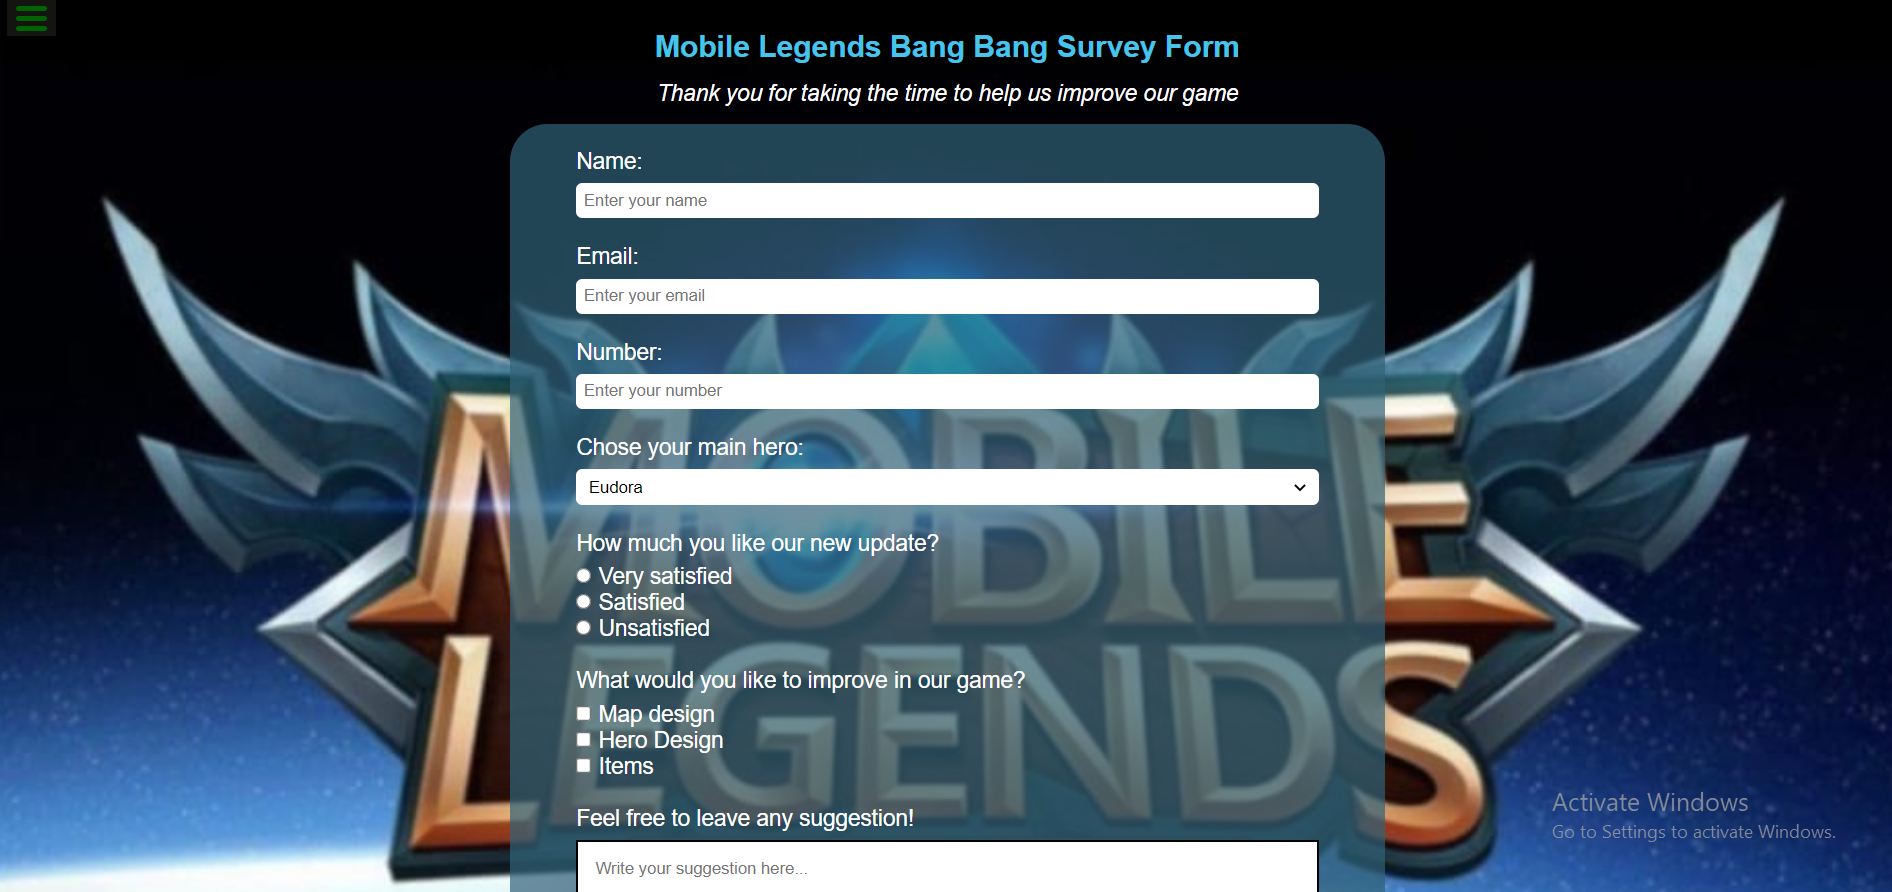 Mobile Legends Bang Bang Survey Form
Thank you for taking the time to help us improve our game
Name:
Enter your name
Email:
Enter your email
Number:
Enter your number
Chose your main hero:
Eudora
How much you like our new update?
Very satisfied
Satisfied
Unsatisfied
What would you like to improve in our game?
Map design
Hero Design
Items
Feel free to leave any suggestion!
Write your suggestion here...
MOBILE
LEGENDS
Activate Windows
Go to Settings to activate Windows.